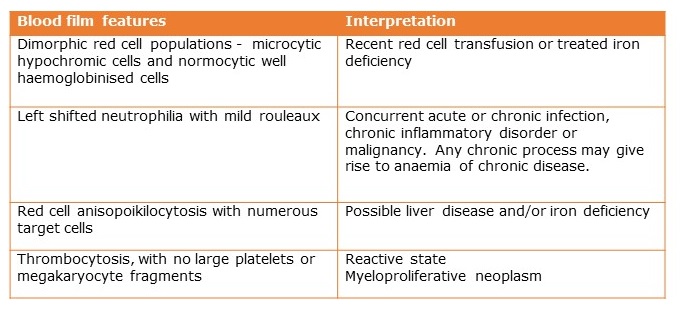 Blood film features
Interpretation
Dimorphic red cell populations - microcytic
hypochromic cells and normocytic well
haemoglobinised cells
Recent red cell transfusion or treated iron
deficiency
Left shifted neutrophilia with mild rouleaux
Concurrent acute or chronic infection,
chronic inflammatory disorder or
malignancy. Any chronic process may give
rise to anaemia of chronic disease.
Red cell anisopoikilocytosis with numerous
target cells
Possible liver disease and/or iron deficiency
Thrombocytosis, with no large platelets or
megakaryocyte fragments
Reactive state
Myeloproliferative neoplasm